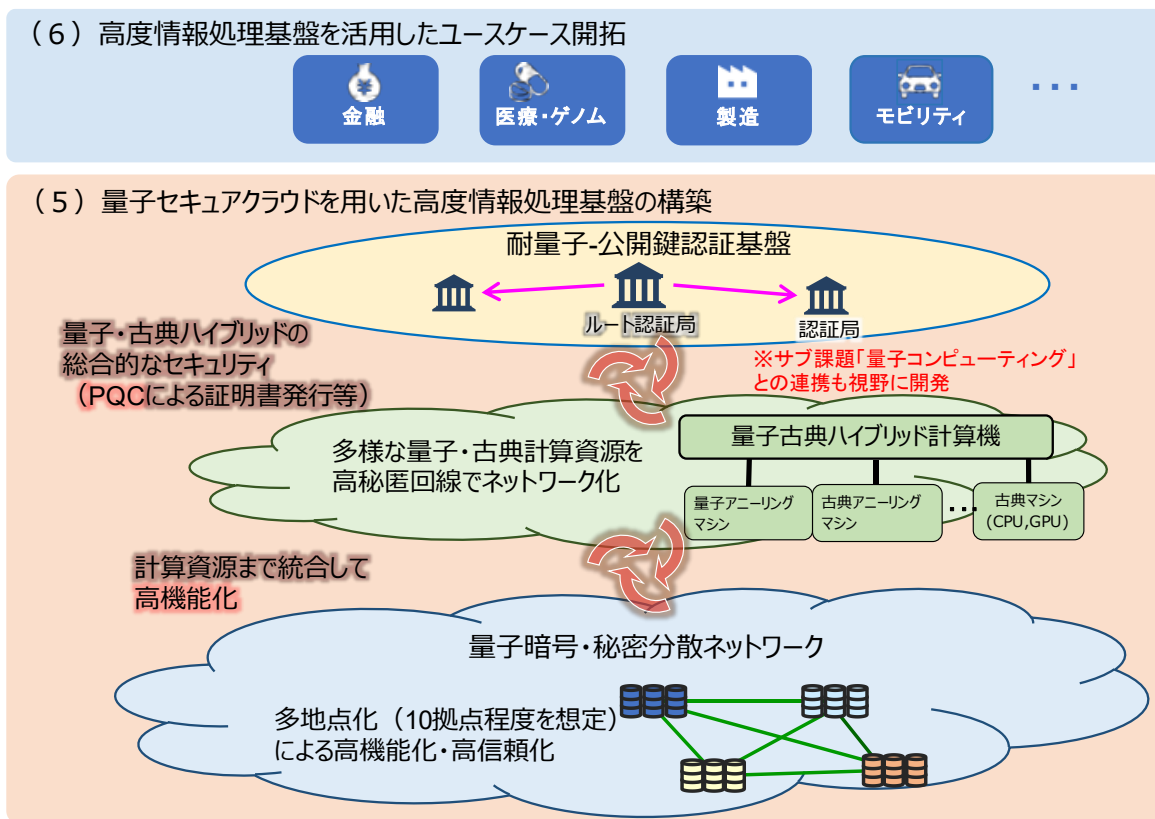 （６）高度情報処理基盤を活用したユースケース開拓
金融
医療・ゲノム
製造
モビリティ
・・・
（５）量子セキュアクラウドを用いた高度情報処理基盤の構築
耐量子-公開鍵認証基盤
ルート認証局
認証局
量子・古典ハイブリッドの
総合的なセキュリティ
（PQCによる証明書発行等）
※サブ課題「量子コンピューティング」
との連携も視野に開発
多様な量子・古典計算資源を
高秘匿回線でネットワーク化
量子古典ハイブリッド計算機
量子アニーリング
マシン
古典アニーリング
マシン
・・・
古典マシン
(CPU,GPU)
計算資源まで統合して
高機能化
量子暗号・秘密分散ネットワーク
多地点化（10拠点程度を想定）
による高機能化・高信頼化